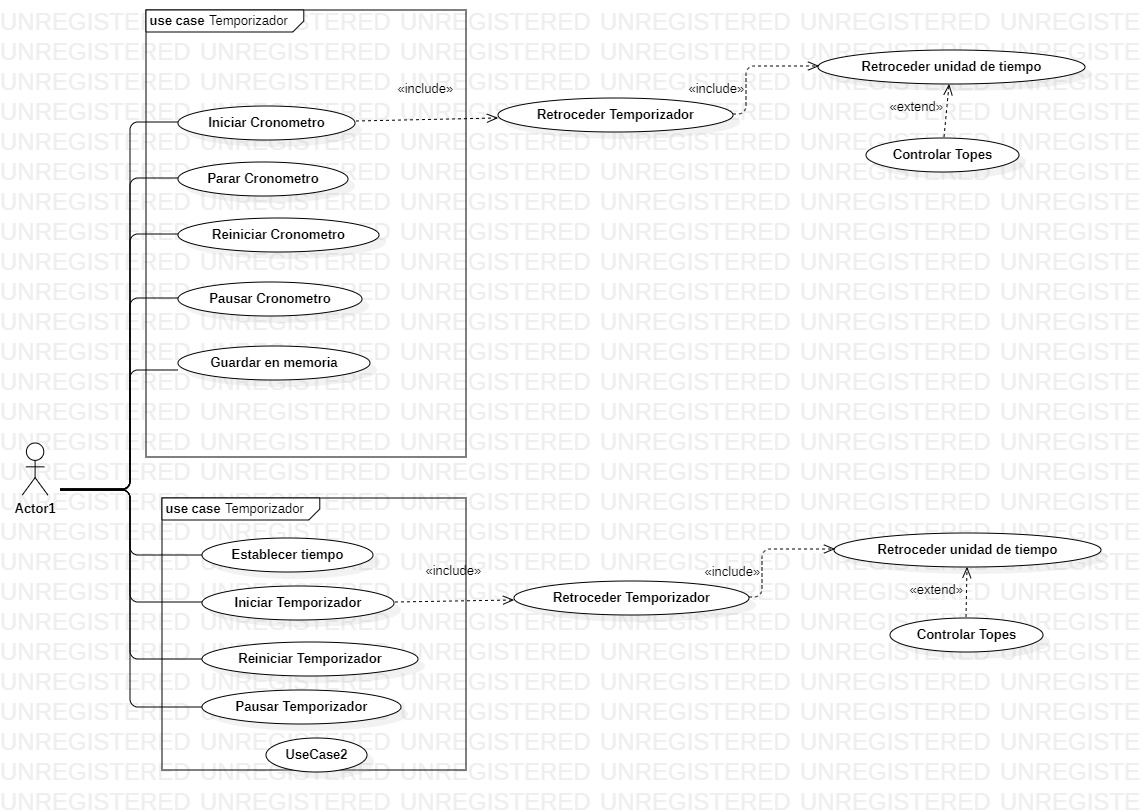 use case Temporizador
«include»
Iniciar Cronometro
Parar Cronometro
Reiniciar Cronometro
Pausar Cronometro
Guardar en memoria
Retroceder Temporizador
«include»
Retroceder unidad de tiempo
«extend»
Controlar Topes
Actor1
use case Temporizador
Establecer tiempo
«include»
Iniciar Temporizador
Reiniciar Temporizador
Pausar Temporizador
UseCase2
Retroceder Temporizador
«include»
Retroceder unidad de tiempo
«extend»
Controlar Topes
UNREGISTERED UNREGISTERED UNREGISTERED UNREGISTERED UNREGISTERED UNREGISTE